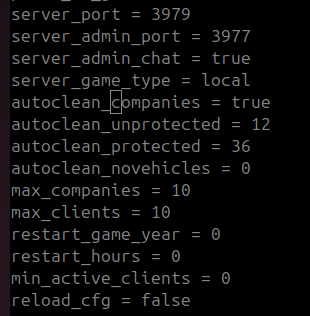 server_port = 3979
server_admin_port = 3977
server_admin_chat = true
server_game_type = local
autoclean_companies = true
autoclean_unprotected = 12
autoclean_protected = 36
autoclean_novehicles = 0
max_companies = 10
max_clients = 10
restart_game_year = 0
restart_hours = 0
min_active_clients = 0
reload_cfg = false